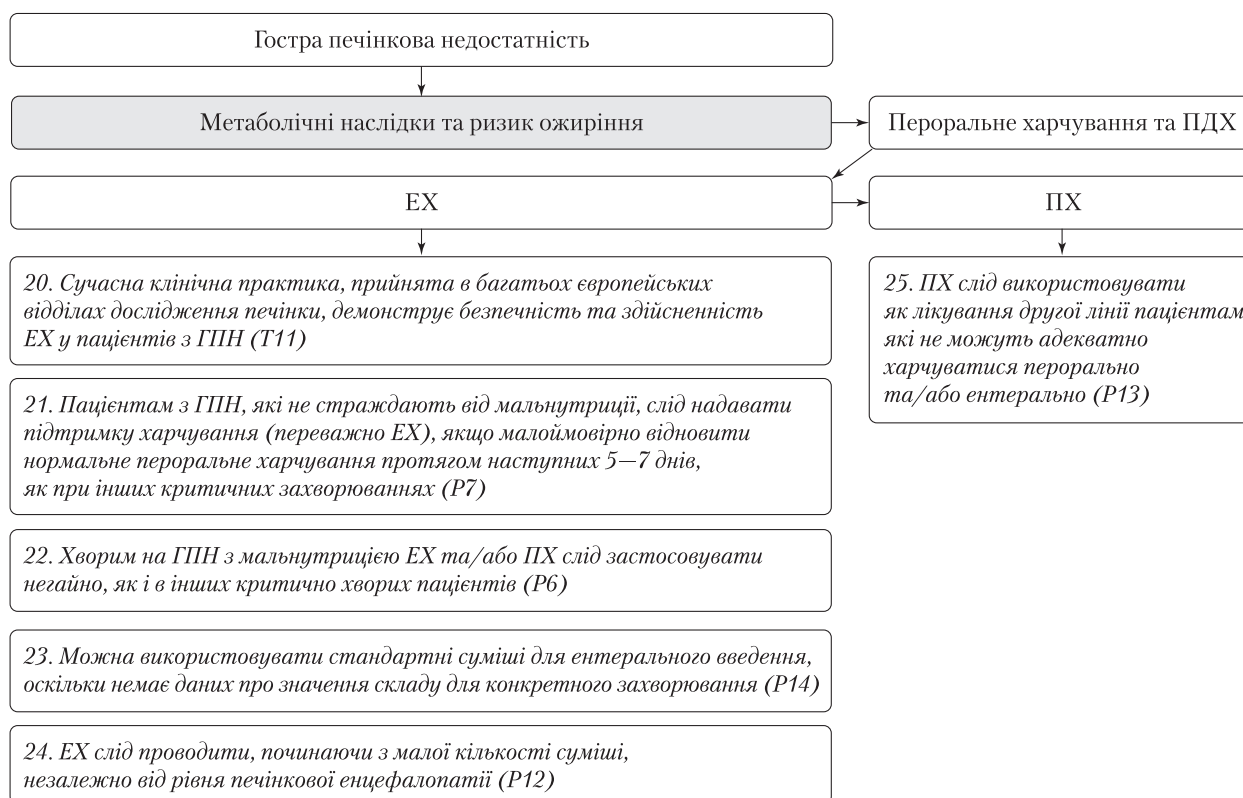 Гостра печінкова недостатність
Метаболічні наслідки та ризик ожиріння
Пероральне харчування та ПДХ
ЕХ
ПХ
20. Сучасна клінічна практика, прийнята в багатьох європейських
відділах дослідження печінки, демонструє безпечність та здійсненність
ЕХ у пацієнтів з ГПН (Т11)
21. Пацієнтам з ГПН, які не страждають від мальнутриції, слід надавати
підтримку харчування (переважно ЕХ), якщо малоймовірно відновити
нормальне пероральне харчування протягом наступних 5—7 днів,
як при інших критичних захворюваннях (Р7)
22. Хворим на ГПН з мальнутрицією ЕХ та/або ПХ слід застосовувати
негайно, як і в інших критично хворих пацієнтів (Р6)
23. Можна використовувати стандартні суміші для ентерального введення,
оскільки немає даних про значення складу для конкретного захворювання (Р14)
24. ЕХ слід проводити, починаючи з малої кількості суміші,
незалежно від рівня печінкової енцефалопатії (Р12)
25. ПХ слід використовувати
як лікування другої лінії пацієнтам
які не можуть адекватно
харчуватися перорально
та/або ентерально (Р13)